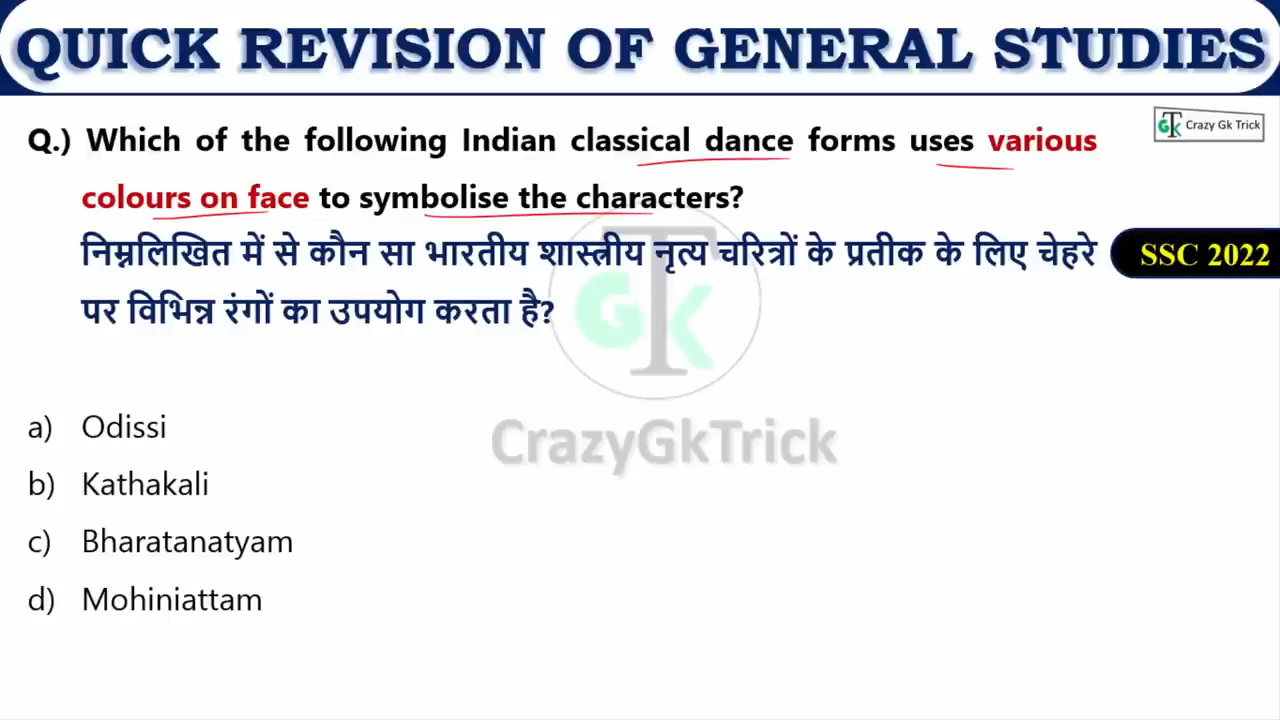 QUICK REVISION OF GENERAL STUDIES
Crazy Gk Trick
Q.) Which of the following Indian classical dance forms uses various
colours on face to symbolise the characters?
निम्नलिखित में से कौन सा भारतीय शास्त्रीय नृत्य चरित्रों के प्रतीक के लिए चेहरे
SSC 2022
पर विभिन्न रंगों का उपयोग करता है?
GTK
CrazyGkTrick
a) Odissi
b) Kathakali
c) Bharatanatyam
d) Mohiniattam